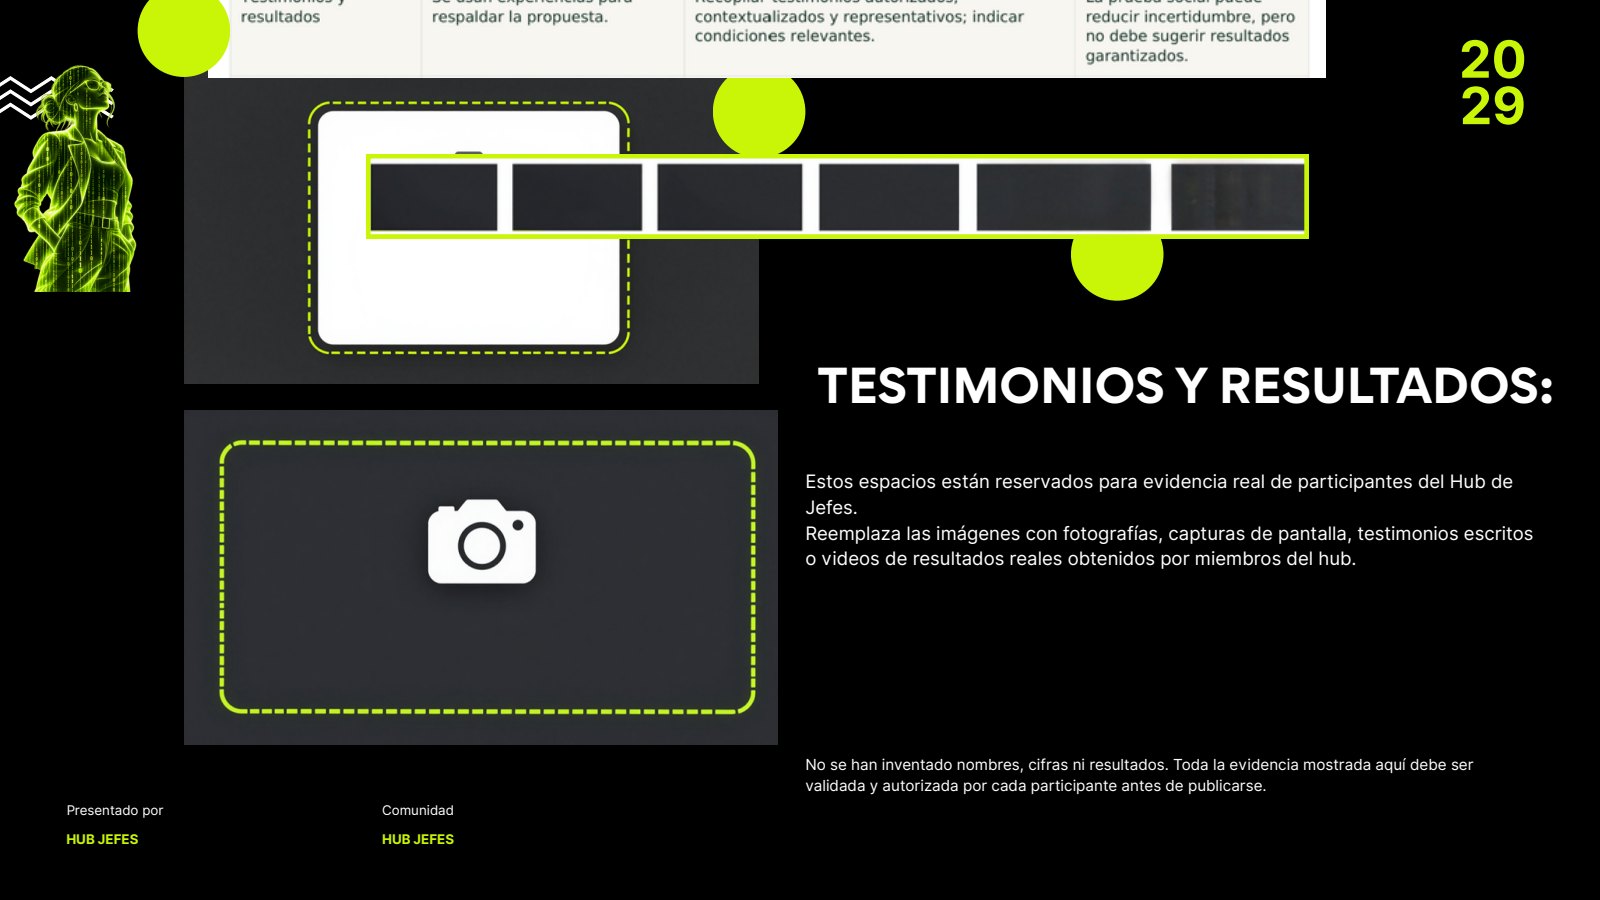 resultados
respaldar la propuesta.
contextualizados y representativos; indicar
condiciones relevantes.
reducir incertidumbre, pero
no debe sugerir resultados
garantizados.
20
29
TESTIMONIOS Y RESULTADOS:
Estos espacios están reservados para evidencia real de participantes del Hub de
Jefes.
Reemplaza las imágenes con fotografías, capturas de pantalla, testimonios escritos
o videos de resultados reales obtenidos por miembros del hub.
No se han inventado nombres, cifras ni resultados. Toda la evidencia mostrada aquí debe ser
validada y autorizada por cada participante antes de publicarse.
Presentado por
HUB JEFES
Comunidad
HUB JEFES